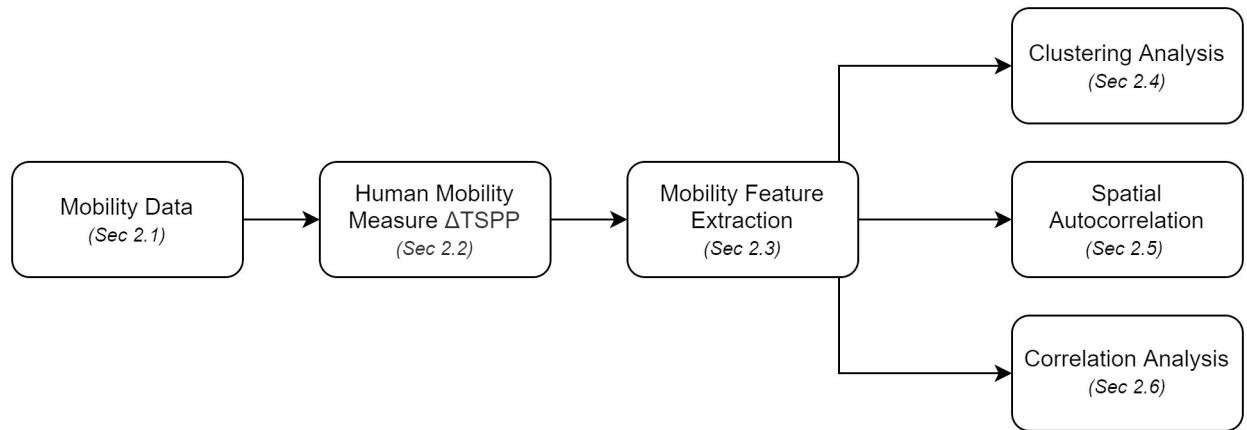 Mobility Data
(Sec 2.1)
Human Mobility
Measure ΔTSPP
(Sec 2.2)
Mobility Feature
Extraction
(Sec 2.3)
Clustering Analysis
(Sec 2.4)
Spatial
Autocorrelation
(Sec 2.5)
Correlation Analysis
(Sec 2.6)